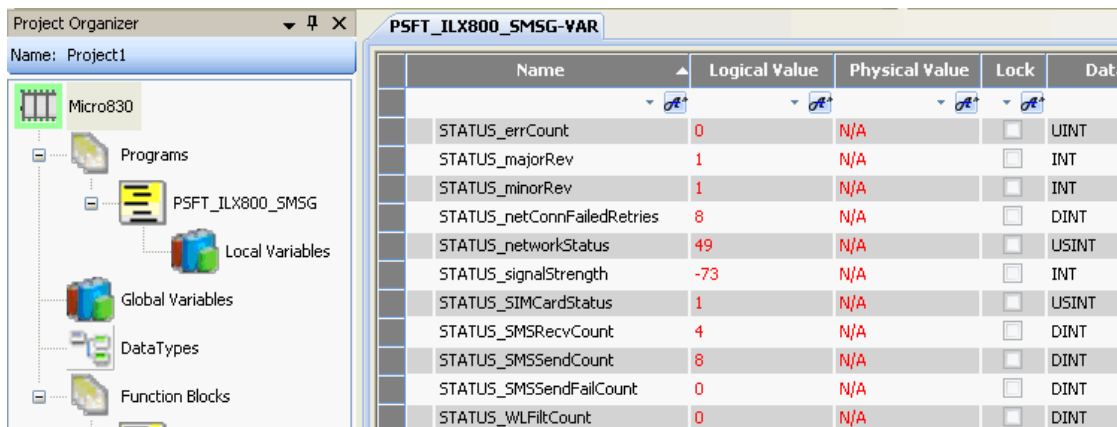 Project Organizer
Name: Project1
Micro830
Programs
PSFT_ILX800_SMSG
Local Variables
Global Variables
DataTypes
Function Blocks
PSFT_ILX800_SMSG-VAR
Name Logical Value Physical Value Lock Dat
STATUS_errCount 0 N/A UINT
STATUS_majorRev 1 N/A INT
STATUS_minorRev 1 N/A INT
STATUS_netConnFailedRetries 8 N/A DINT
STATUS_networkStatus 49 N/A USINT
STATUS_signalStrength -73 N/A INT
STATUS_SIMCardStatus 1 N/A USINT
STATUS_SMSRecvCount 4 N/A DINT
STATUS_SMSSendCount 8 N/A DINT
STATUS_SMSSendFailCount 0 N/A DINT
STATUS_WLFiltCount 0 N/A DINT